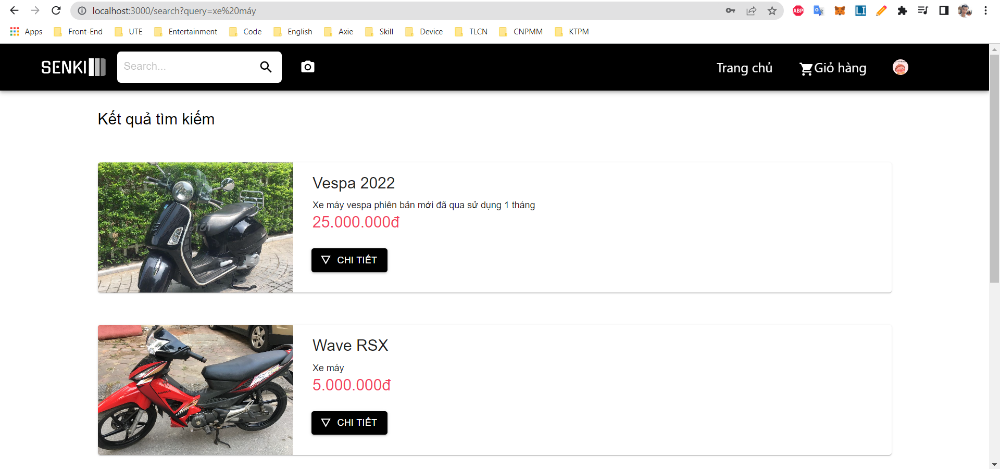 localhost:3000/search?query=xe%20máy
ABP
LI
Apps
Front-End
UTE
Entertainment
Code
English
Axie
Skill
Device
TLCN
CNPMM
KTPM
SENKI
Search...
Trang chủ
Giỏ hàng
Kết quả tìm kiếm
Vespa 2022
Xe máy vespa phiên bản mới đã qua sử dụng 1 tháng
25.000.000đ
CHI TIẾT
Wave RSX
Xe máy
5.000.000đ
CHI TIẾT
HONDA